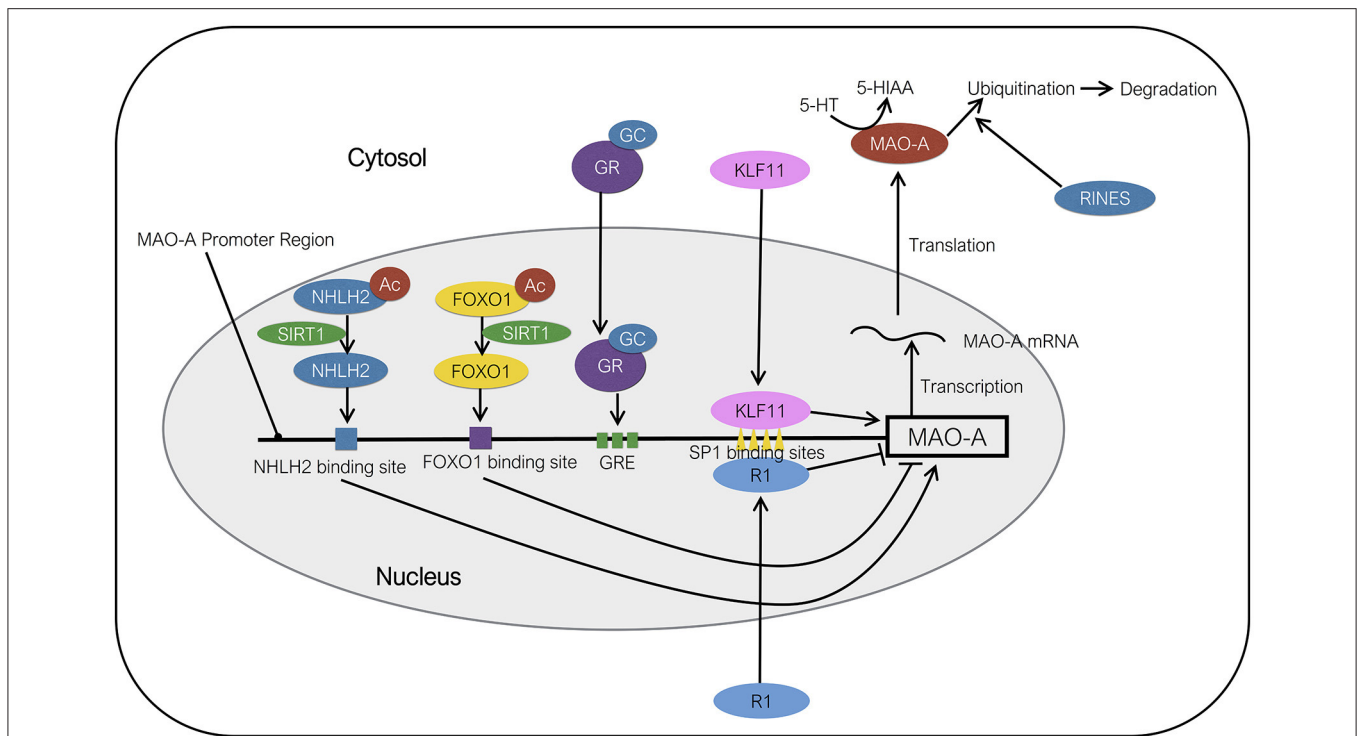 5-HIAA
Ubiquitination
Degradation
5-HT
GC
MAO-A
Cytosol
GR
KLF11
RINES
MAO-A Promoter Region
Translation
NHLH2
Ac
FOXO1
Ac
SIRT1
SIRT1
GC
MAO-A mRNA
NHLH2
FOXO1
GR
Transcription
KLF11
MAO-A
NHLH2 binding site
FOXO1 binding site
GRE
SP1 binding sites
R1
Nucleus
R1